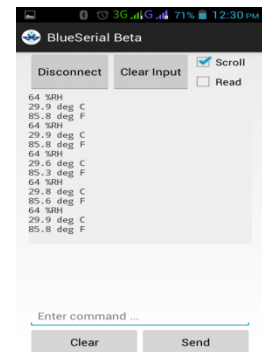 3G G 71% 12:30 PM
BlueSerial Beta
Disconnect Clear Input Scroll
Read
64 %RH
29.9 deg C
85.8 deg F
64 %RH
29.9 deg C
85.8 deg F
64 %RH
29.6 deg C
85.3 deg F
64 %RH
29.8 deg C
85.6 deg F
64 %RH
29.9 deg C
85.8 deg F
Enter command ...
Clear Send